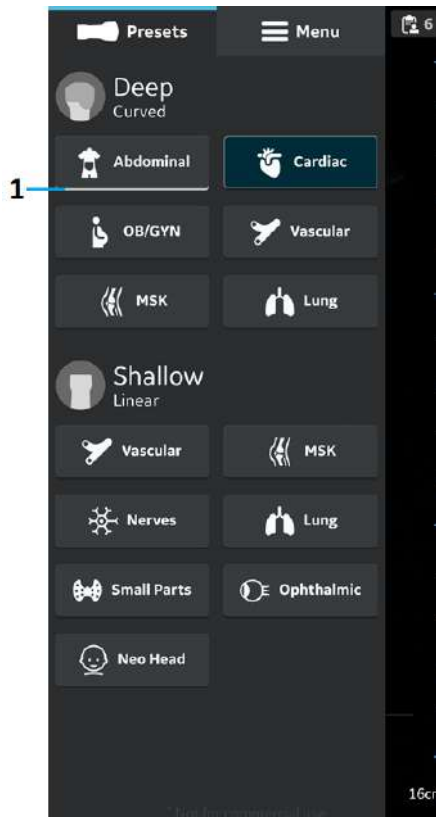 Presets Menu
6
Deep
Curved
Abdominal Cardiac
1
OB/GYN Vascular
MSK Lung
Shallow
Linear
Vascular MSK
Nerves Lung
Small Parts Ophthalmic
Neo Head
16cm